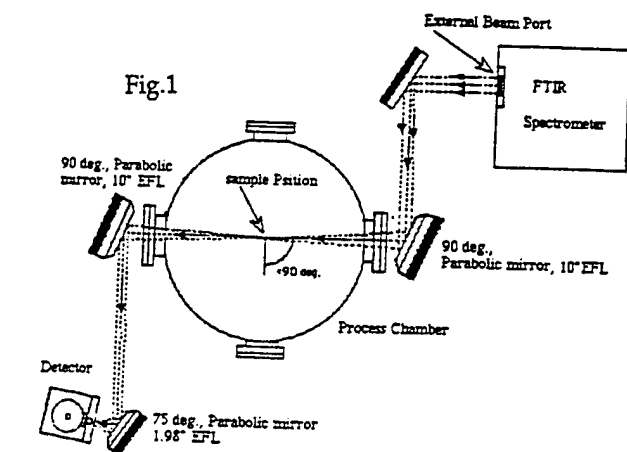 External Beam Port
Fig.1
FTIR
Spectrometer
90 deg., Parabolic
mirror, 10" EFL
sample Psition
<90 deg.
90 deg.,
Parabolic mirror, 10" EFL
Process Chamber
Detector
75 deg., Parabolic mirror
1.98" EFL